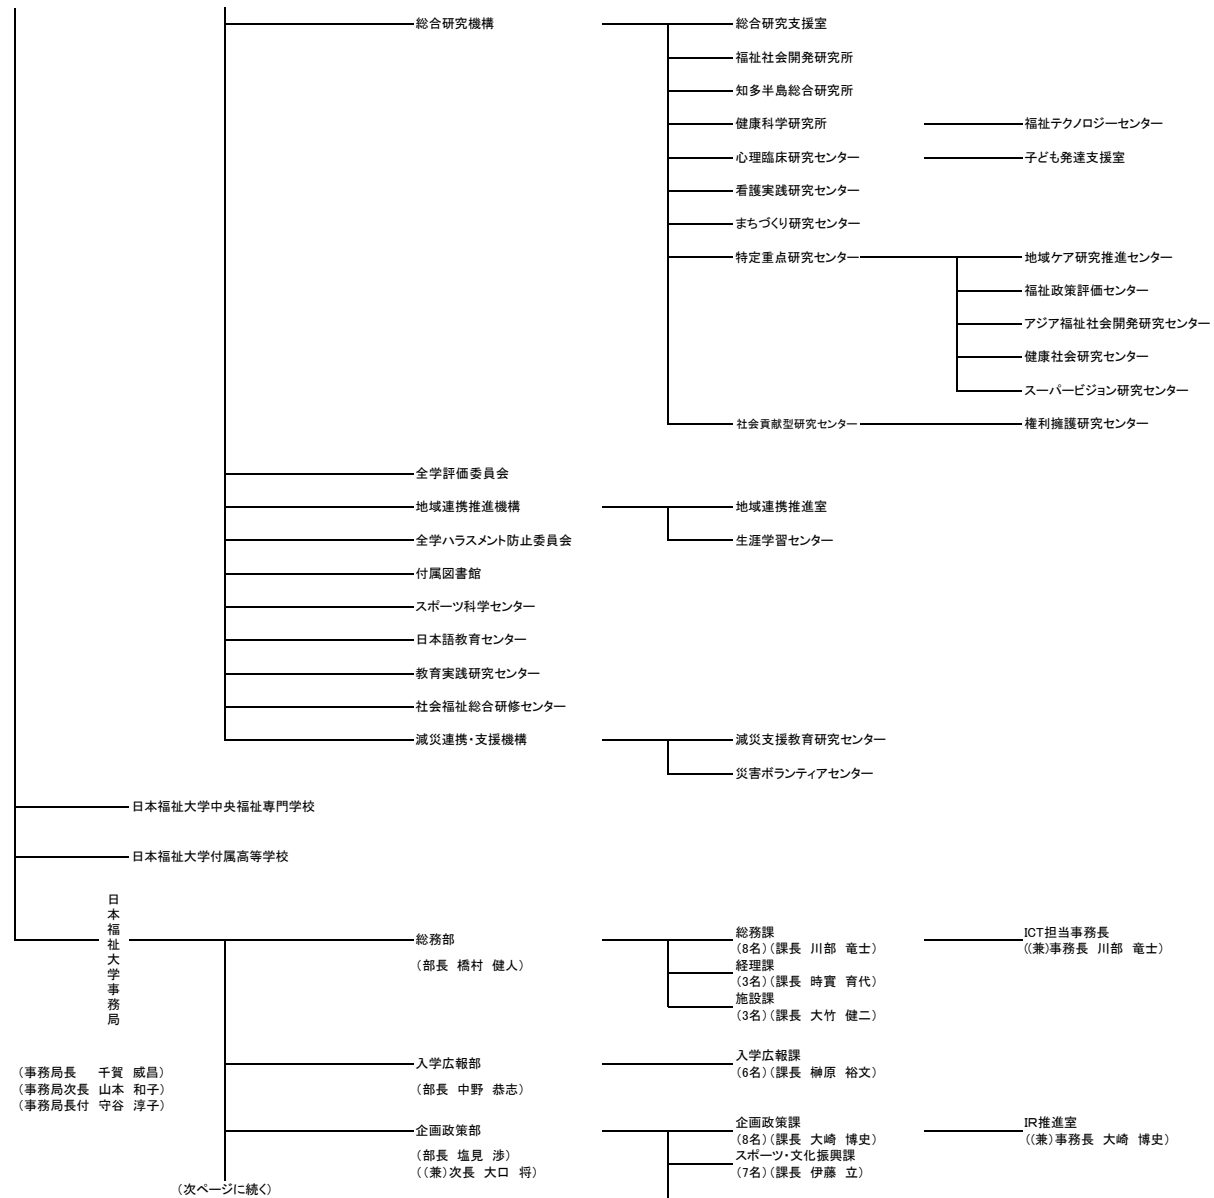 総合研究機構
総合研究支援室
福祉社会開発研究所
知多半島総合研究所
健康科学研究所
福祉テクノロジーセンター
心理臨床研究センター
子ども発達支援室
看護実践研究センター
まちづくり研究センター
特定重点研究センター
地域ケア研究推進センター
福祉政策評価センター
アジア福祉社会開発研究センター
健康社会研究センター
スーパービジョン研究センター
社会貢献型研究センター
権利擁護研究センター
全学評価委員会
地域連携推進機構
地域連携推進室
全学ハラスメント防止委員会
生涯学習センター
付属図書館
スポーツ科学センター
日本語教育センター
教育実践研究センター
社会福祉総合研修センター
減災連携・支援機構
減災支援教育研究センター
災害ボランティアセンター
日本福祉大学中央福祉専門学校
日本福祉大学付属高等学校
日本福祉大学事務局
(事務局長 千賀 威昌)
(事務局次長 山本 和子)
(事務局長付 守谷 淳子)
総務部
(部長 橋村 健人)
総務課
(8名)(課長 川部 竜士)
ICT担当事務長
((兼)事務長 川部 竜士)
経理課
(3名)(課長 時實 育代)
施設課
(3名)(課長 大竹 健二)
入学広報部
(部長 中野 恭志)
入学広報課
(6名)(課長 榊原 裕文)
企画政策部
(部長 塩見 渉)
((兼)次長 大口 将)
企画政策課
(8名)(課長 大崎 博史)
IR推進室
((兼)事務長 大崎 博史)
スポーツ・文化振興課
(7名)(課長 伊藤 立)
(次ページに続く)